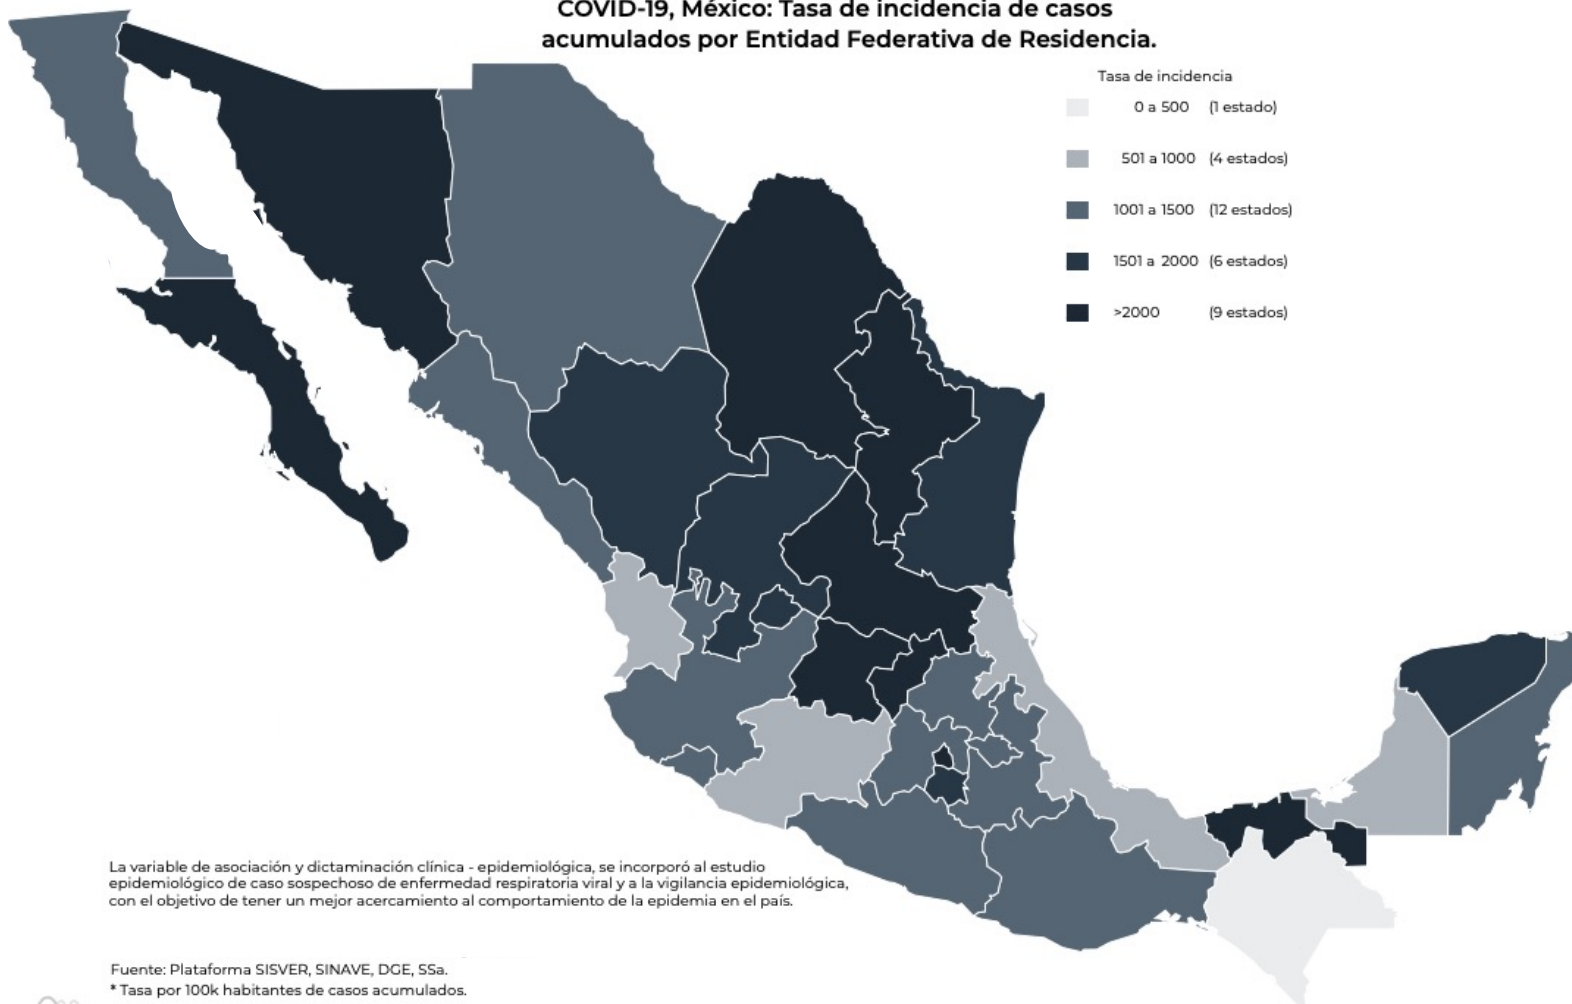 COVID-19, México: Tasa de incidencia de casos
acumulados por Entidad Federativa de Residencia.
Tasa de incidencia
0 a 500 (1 estado)
501 a 1000 (4 estados)
1001 a 1500 (12 estados)
1501 a 2000 (6 estados)
>2000 (9 estados)
La variable de asociación y dictaminación clínica - epidemiológica, se incorporó al estudio
epidemiológico de caso sospechoso de enfermedad respiratoria viral y a la vigilancia epidemiológica,
con el objetivo de tener un mejor acercamiento al comportamiento de la epidemia en el país.
Fuente: Plataforma SISVER, SINAVE, DGE, SSa.
* Tasa por 100k habitantes de casos acumulados.